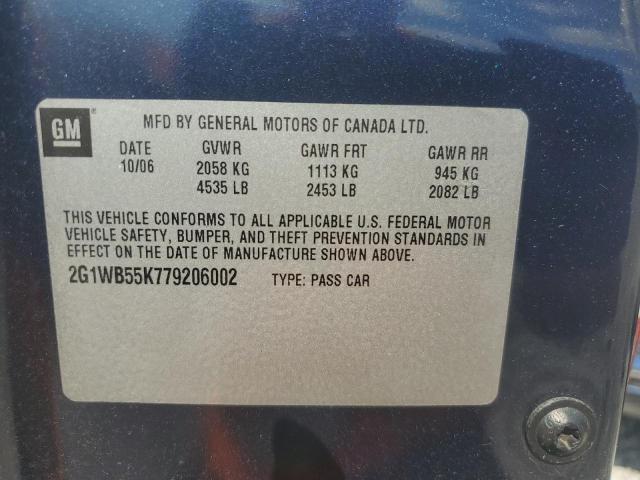 GM ® MFD BY GENERAL MOTORS OF CANADA LTD.
DATE GVWR GAWR FRT GAWR RR
10/06 2058 KG 1113 KG 945 KG
4535 LB 2453 LB 2082 LB
THIS VEHICLE CONFORMS TO ALL APPLICABLE U.S. FEDERAL MOTOR
VEHICLE SAFETY, BUMPER, AND THEFT PREVENTION STANDARDS IN
EFFECT ON THE DATE OF MANUFACTURE SHOWN ABOVE.
2G1WB55K779206002 TYPE: PASS CAR